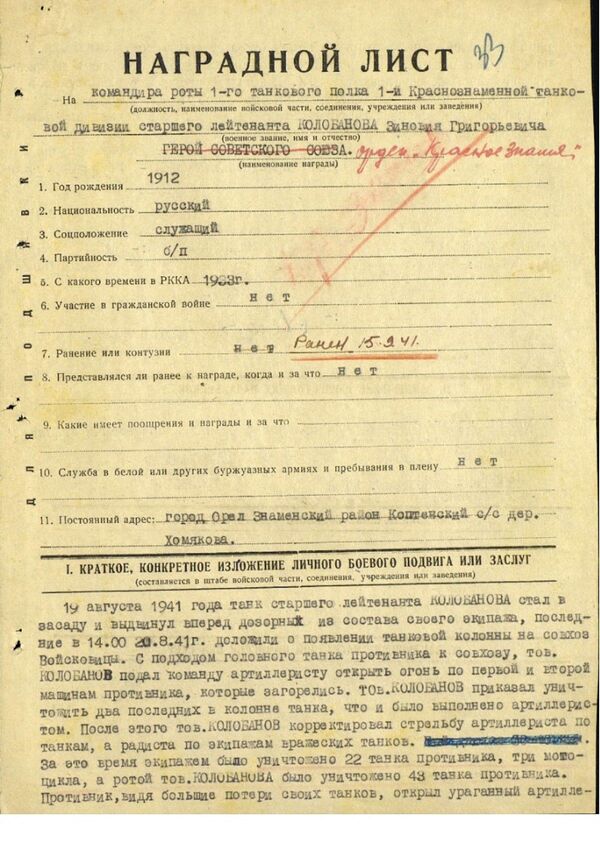 НАГРАДНОЙ ЛИСТ 33
На командира роты 1-го танкового полка 1-й Краснознаменной танко-
(должность, наименование войсковой части, соединения, учреждения или заведения)
вой дивизии старшего лейтенанта КОЛОБАНОВА Зиновия Григорьевича
(военное звание, имя и отчество)
ГЕРОЙ СОВЕТСКОГО СОЮЗА. орден "Красное Знамя"
(наименование награды)
1. Год рождения 1912
2. Национальность русский
3. Соцположение служащий
4. Партийность б/п
5. С какого времени в РККА 1933г.
6. Участие в гражданской войне нет
7. Ранение или контузии нет Ранен 15.9.41.
8. Представлялся ли ранее к награде, когда и за что нет
9. Какие имеет поощрения и награды и за что
10. Служба в белой или других буржуазных армиях и пребывания в плену нет
11. Постоянный адрес: город Орел Знаменский район Коптевский с/с дер.
Хомякова.
I. КРАТКОЕ, КОНКРЕТНОЕ ИЗЛОЖЕНИЕ ЛИЧНОГО БОЕВОГО ПОДВИГА ИЛИ ЗАСЛУГ
(составляется в штабе войсковой части, соединения, учреждения или заведения)
19 августа 1941 года танк старшего лейтенанта КОЛОБАНОВА стал в
засаду и выдвинул вперед дозорных из состава своего экипажа, послед-
ние в 14.00 20.8.41г. доложили о появлении танковой колонны на совхоз
Войсковицы. С подходом головного танка противника к совхозу, тов.
КОЛОБАНОВ подал команду артиллеристу открыть огонь по первой и второй
машинам противника, которые загорелись. ТОВ.КОЛОБАНОВ приказал унич-
тожить два последних в колонне танка, что и было выполнено артиллерис-
том. После этого тов.КОЛОБАНОВ корректировал стрельбу артиллериста по
танкам, а радиста по экипажам вражеских танков.
За это время экипажем было уничтожено 22 танка противника, три мото-
цикла, а ротой тов.КОЛОБАНОВА было уничтожено 43 танка противника.
Противник,видя большие потери своих танков, открыл ураганный артилле-
ДЛЯ ПОДШИВКИ